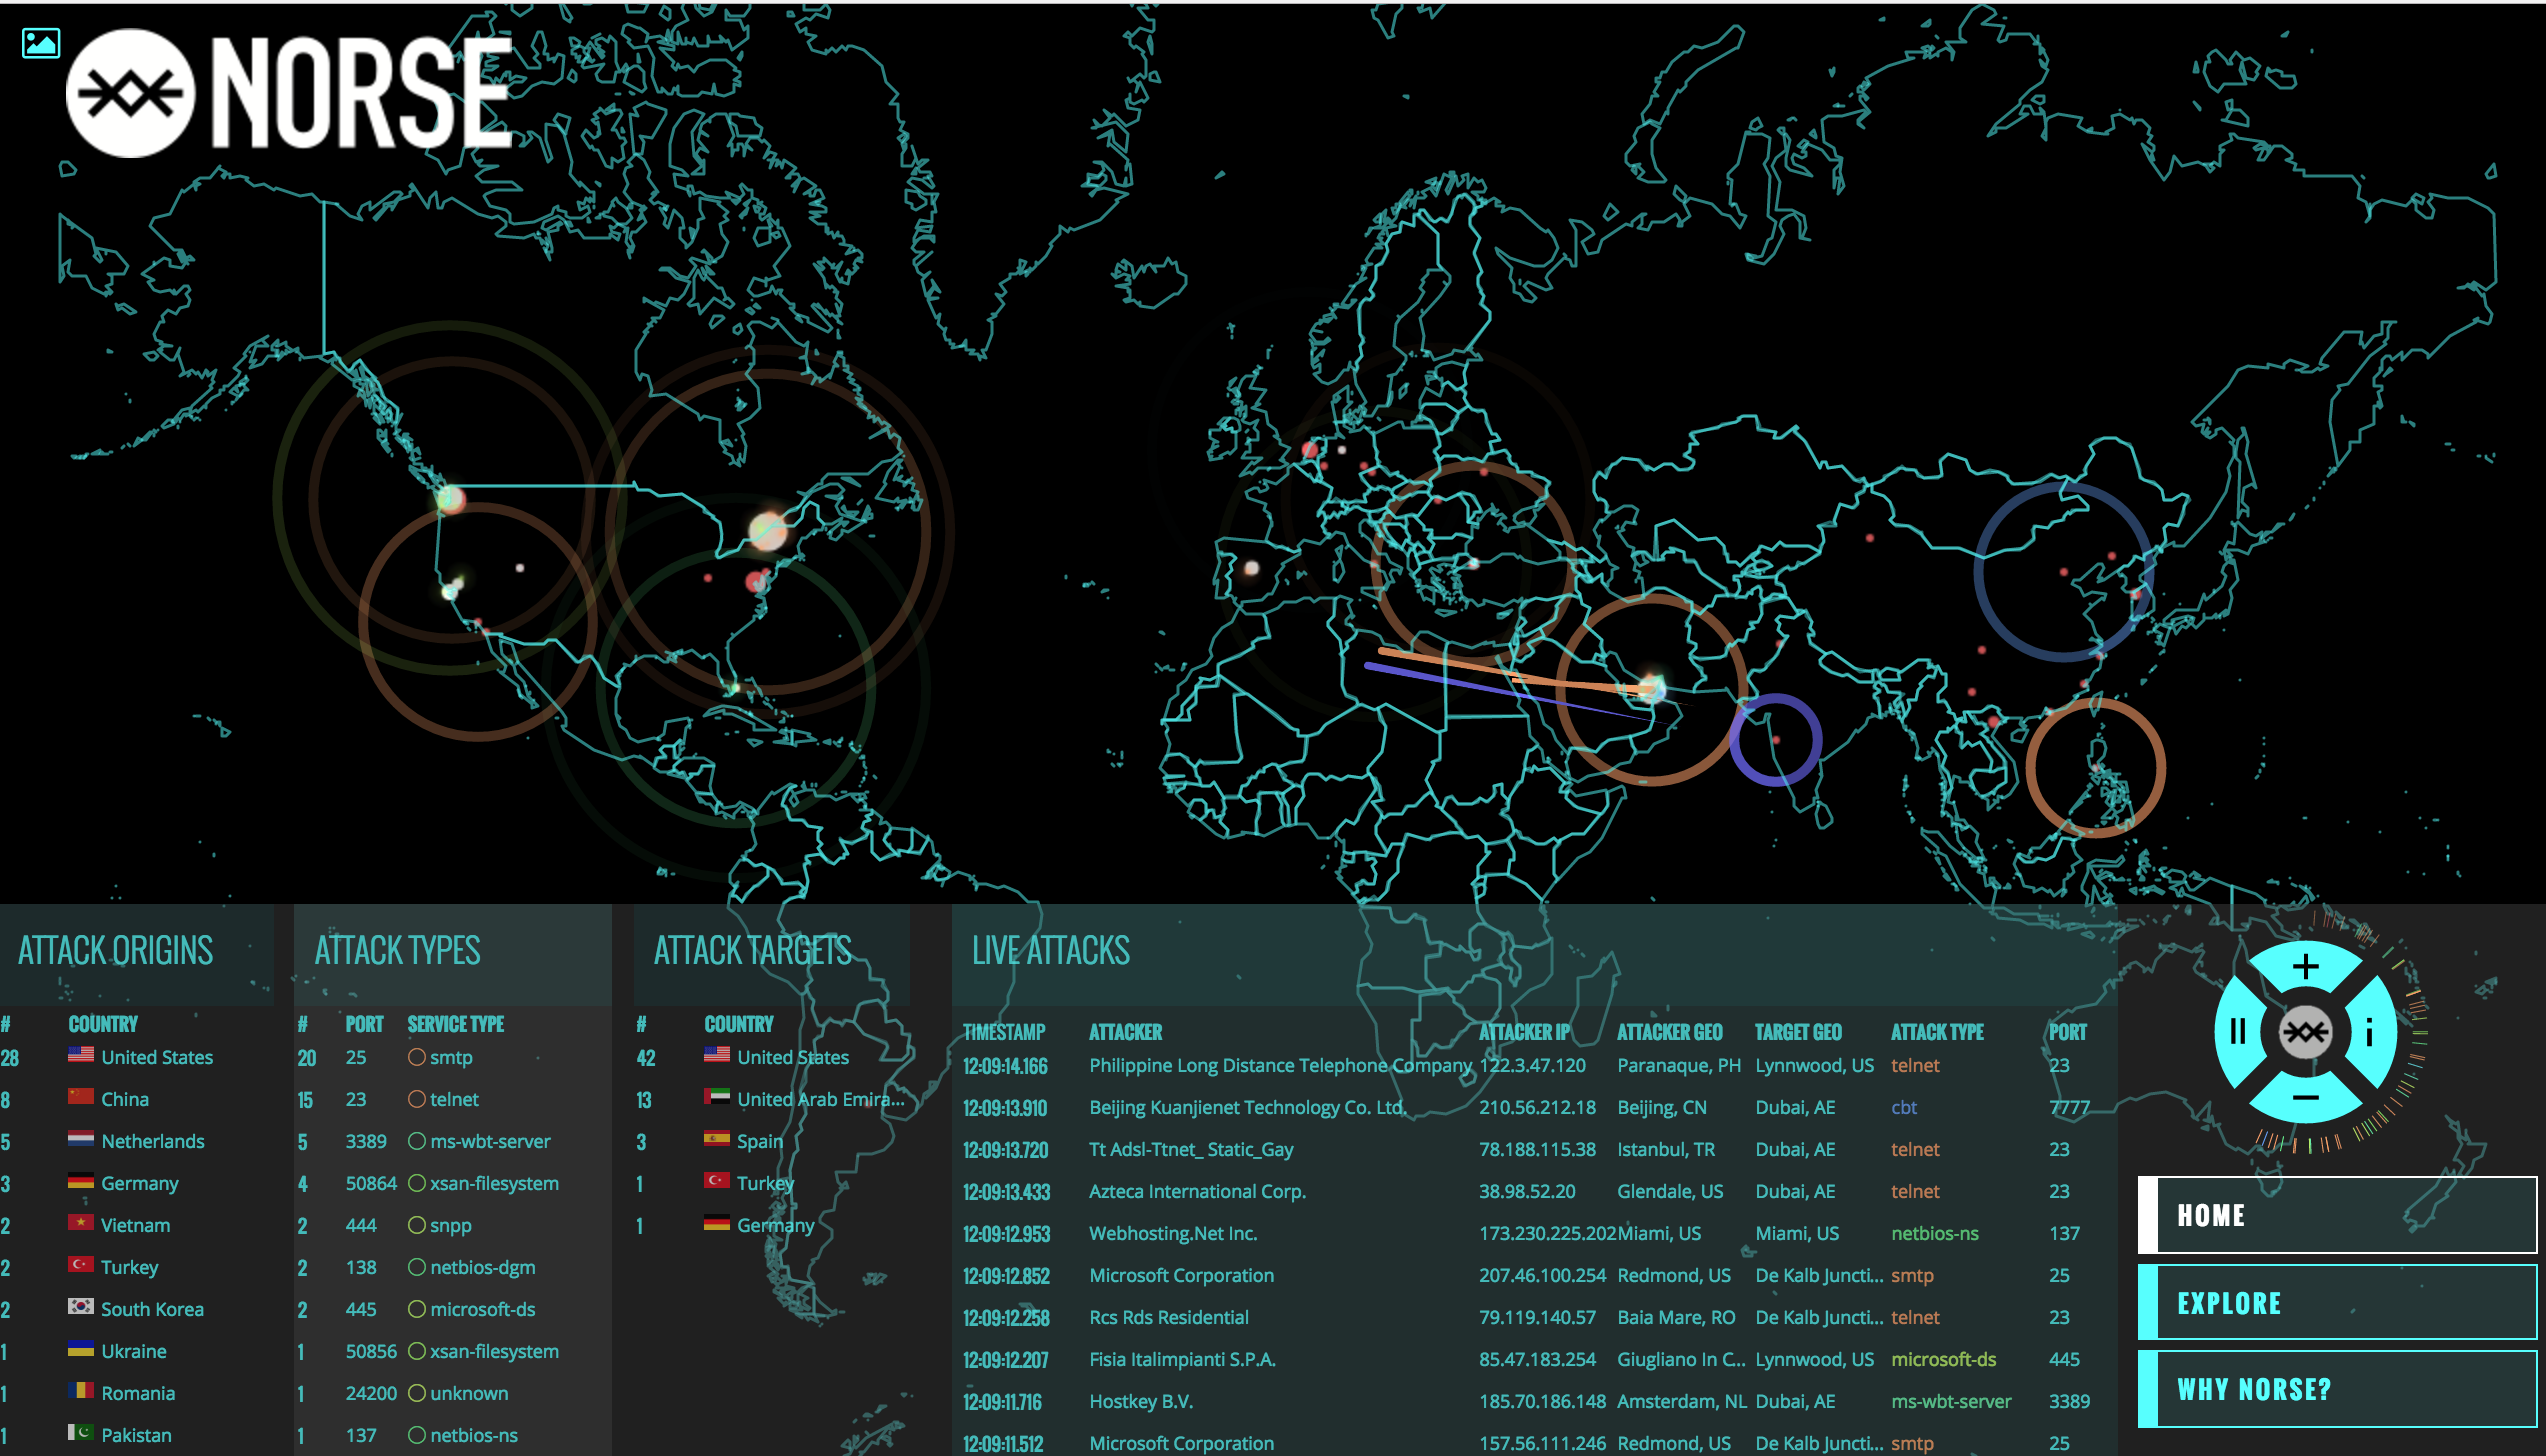 NORSE
ATTACK ORIGINS
# COUNTRY
28 United States
8 China
5 Netherlands
3 Germany
2 Vietnam
2 Turkey
2 South Korea
1 Ukraine
1 Romania
1 Pakistan
ATTACK TYPES
# PORT SERVICE TYPE
20 25 smtp
15 23 telnet
5 3389 ms-wbt-server
4 50864 xsan-filesystem
2 444 snpp
2 138 netbios-dgm
2 445 microsoft-ds
1 50856 xsan-filesystem
1 24200 unknown
1 137 netbios-ns
ATTACK TARGETS
# COUNTRY
42 United States
13 United Arab Emira...
3 Spain
1 Turkey
1 Germany
LIVE ATTACKS
TIMESTAMP ATTACKER ATTACKER IP ATTACKER GEO TARGET GEO ATTACK TYPE PORT
12:09:14.166 Philippine Long Distance Telephone Company 122.3.47.120 Paranaque, PH Lynnwood, US telnet 23
12:09:13.910 Beijing Kuanjienet Technology Co. Ltd. 210.56.212.18 Beijing, CN Dubai, AE cbt 7777
12:09:13.720 Tt Adsl-Ttnet_ Static_Gay 78.188.115.38 Istanbul, TR Dubai, AE telnet 23
12:09:13.433 Azteca International Corp. 38.98.52.20 Glendale, US Dubai, AE telnet 23
12:09:12.953 Webhosting.Net Inc. 173.230.225.202 Miami, US Miami, US netbios-ns 137
12:09:12.852 Microsoft Corporation 207.46.100.254 Redmond, US De Kalb Juncti... smtp 25
12:09:12.258 Rcs Rds Residential 79.119.140.57 Baia Mare, RO De Kalb Juncti... telnet 23
12:09:12.207 Fisia Italimpianti S.P.A. 85.47.183.254 Giugliano In C... Lynnwood, US microsoft-ds 445
12:09:11.716 Hostkey B.V. 185.70.186.148 Amsterdam, NL Dubai, AE ms-wbt-server 3389
12:09:11.512 Microsoft Corporation 157.56.111.246 Redmond, US De Kalb Juncti... smtp 25
+
II i
−
HOME
EXPLORE
WHY NORSE?